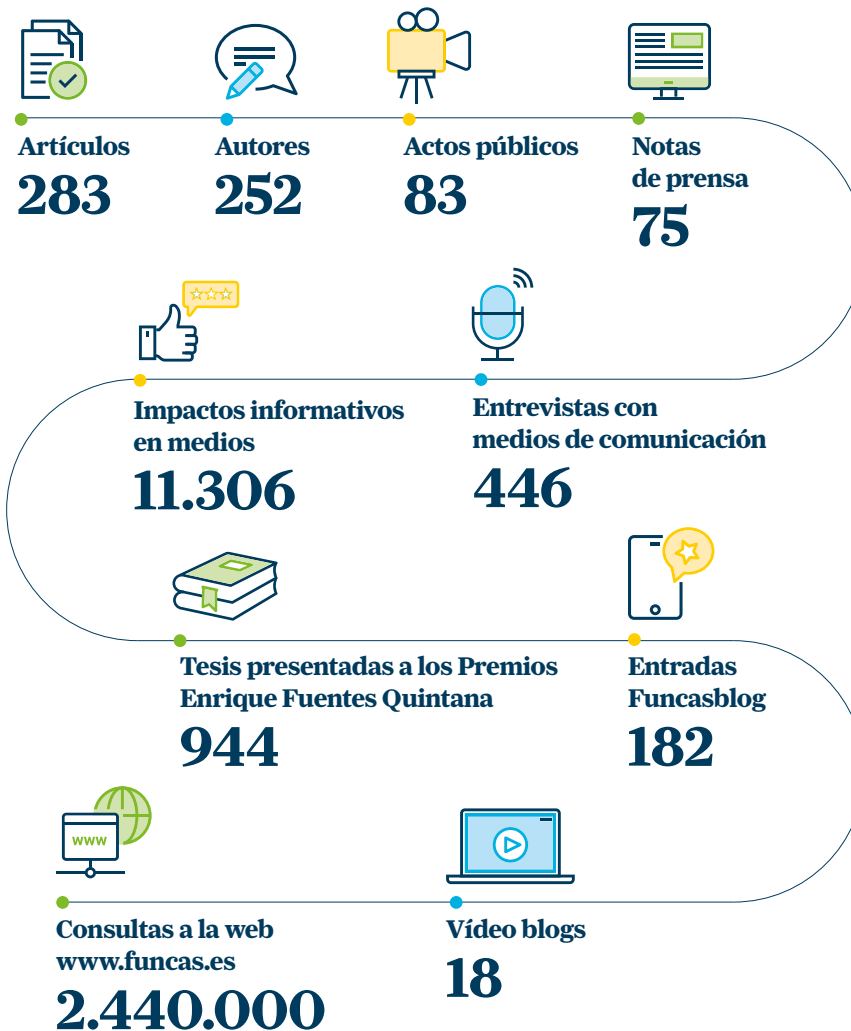 Artículos
283
Autores
252
Actos públicos
83
Notas
de prensa
75
Impactos informativos
en medios
11.306
Entrevistas con
medios de comunicación
446
Tesis presentadas a los Premios
Enrique Fuentes Quintana
944
Entradas
Funcasblog
182
www
Consultas a la web
www.funcas.es
2.440.000
Vídeo blogs
18